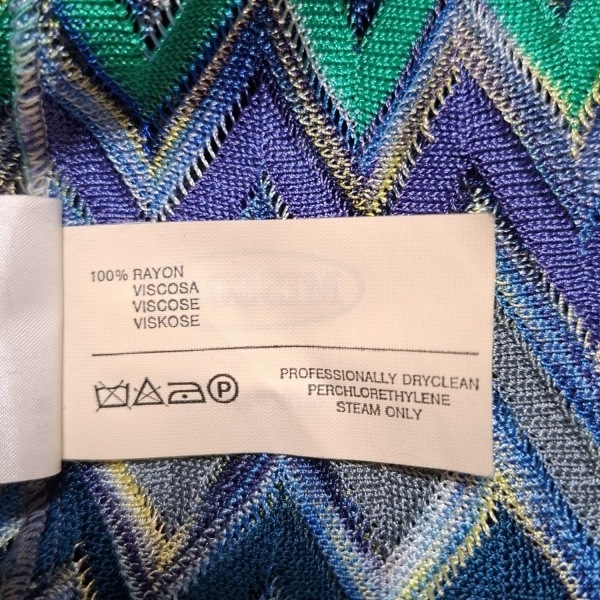 100% RAYON
VISCOSA
VISCOSE
VISKOSE
P
PROFESSIONALLY DRYCLEAN
PERCHLORETHYLENE
STEAM ONLY